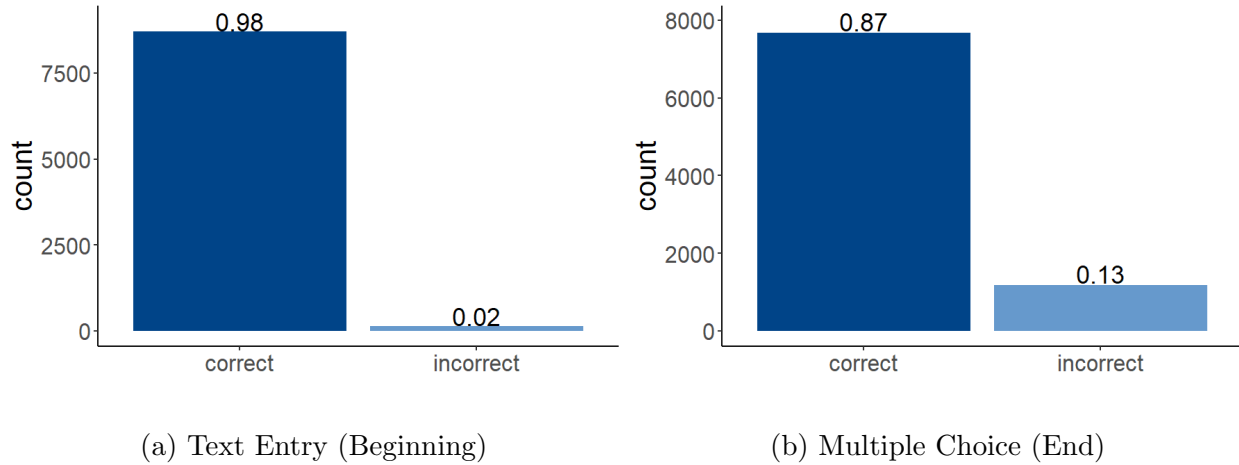 0.98
7500
5000
2500
0
count
0.02
correct
incorrect
(a) Text Entry (Beginning)
0.87
8000
6000
4000
2000
0
count
0.13
correct
incorrect
(b) Multiple Choice (End)